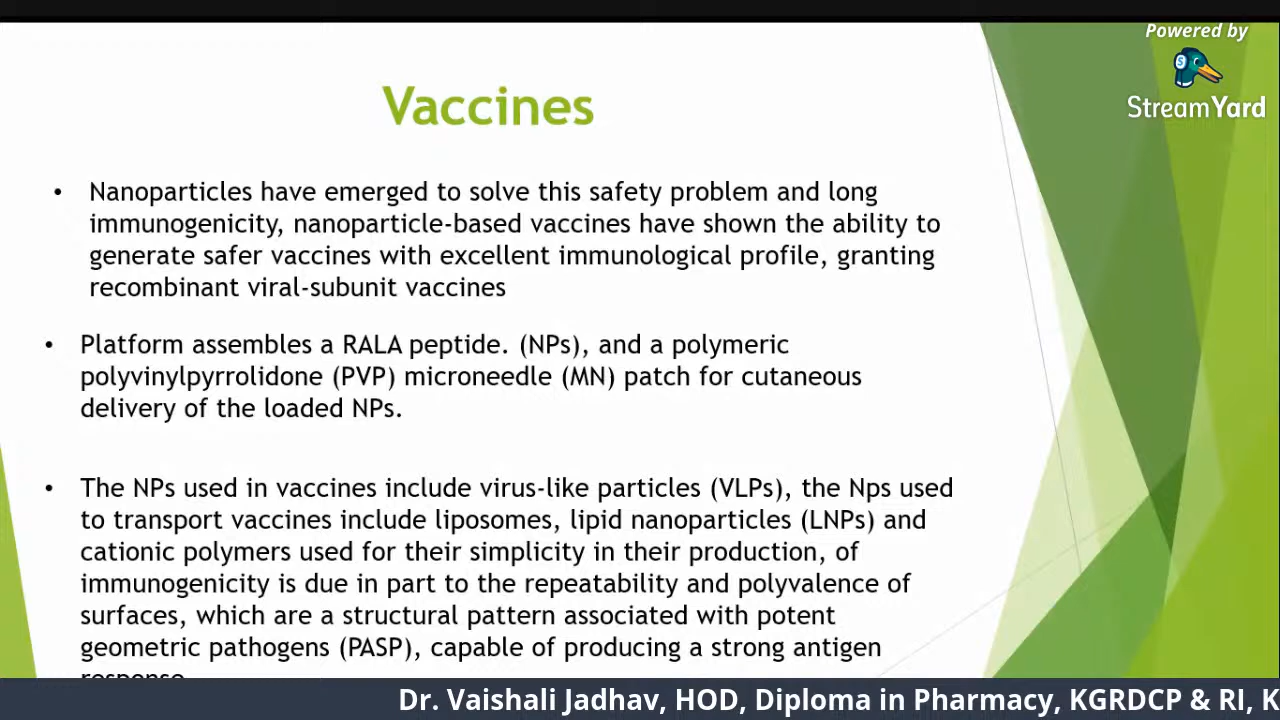 Powered by
StreamYard
Vaccines
• Nanoparticles have emerged to solve this safety problem and long
immunogenicity, nanoparticle-based vaccines have shown the ability to
generate safer vaccines with excellent immunological profile, granting
recombinant viral-subunit vaccines
• Platform assembles a RALA peptide. (NPs), and a polymeric
polyvinylpyrrolidone (PVP) microneedle (MN) patch for cutaneous
delivery of the loaded NPs.
• The NPs used in vaccines include virus-like particles (VLPs), the Nps used
to transport vaccines include liposomes, lipid nanoparticles (LNPs) and
cationic polymers used for their simplicity in their production, of
immunogenicity is due in part to the repeatability and polyvalence of
surfaces, which are a structural pattern associated with potent
geometric pathogens (PASP), capable of producing a strong antigen
response
Dr. Vaishali Jadhav, HOD, Diploma in Pharmacy, KGRDCP & RI, K